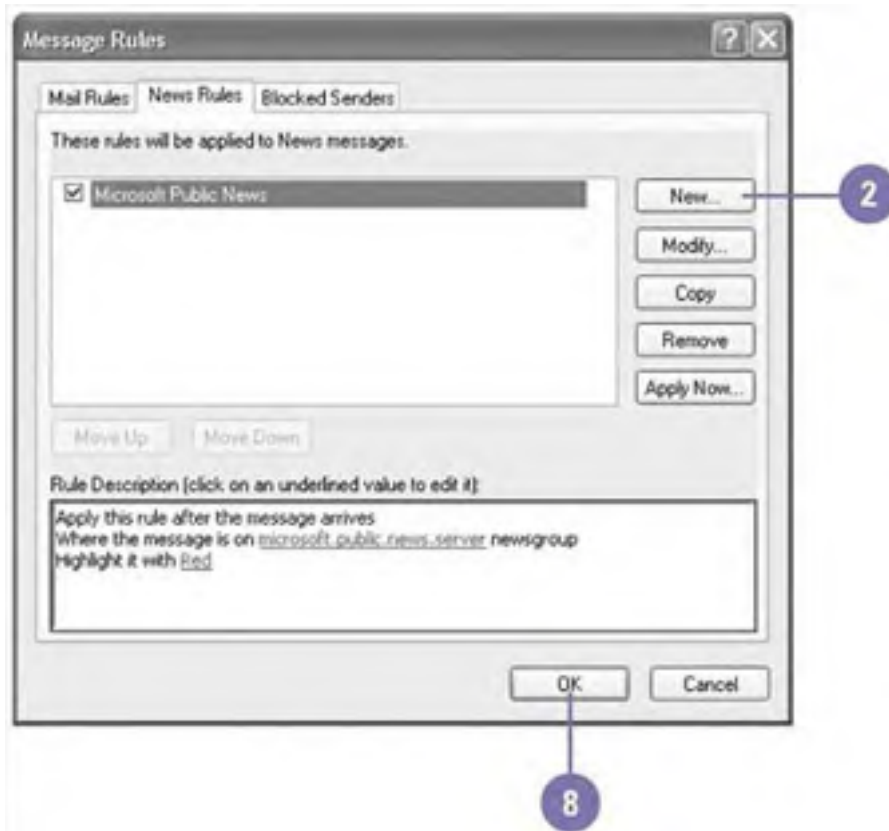 Message Rules
Mail Rules News Rules Blocked Senders
These rules will be applied to News messages.
Microsoft Public News
New...
2
Modify...
Copy
Remove
Apply Now...
Move Up Move Down
Rule Description (click on an underlined value to edit it):
Apply this rule after the message arrives
Where the message is on microsoft.public.news.server newsgroup
Highlight it with Red
OK Cancel
8